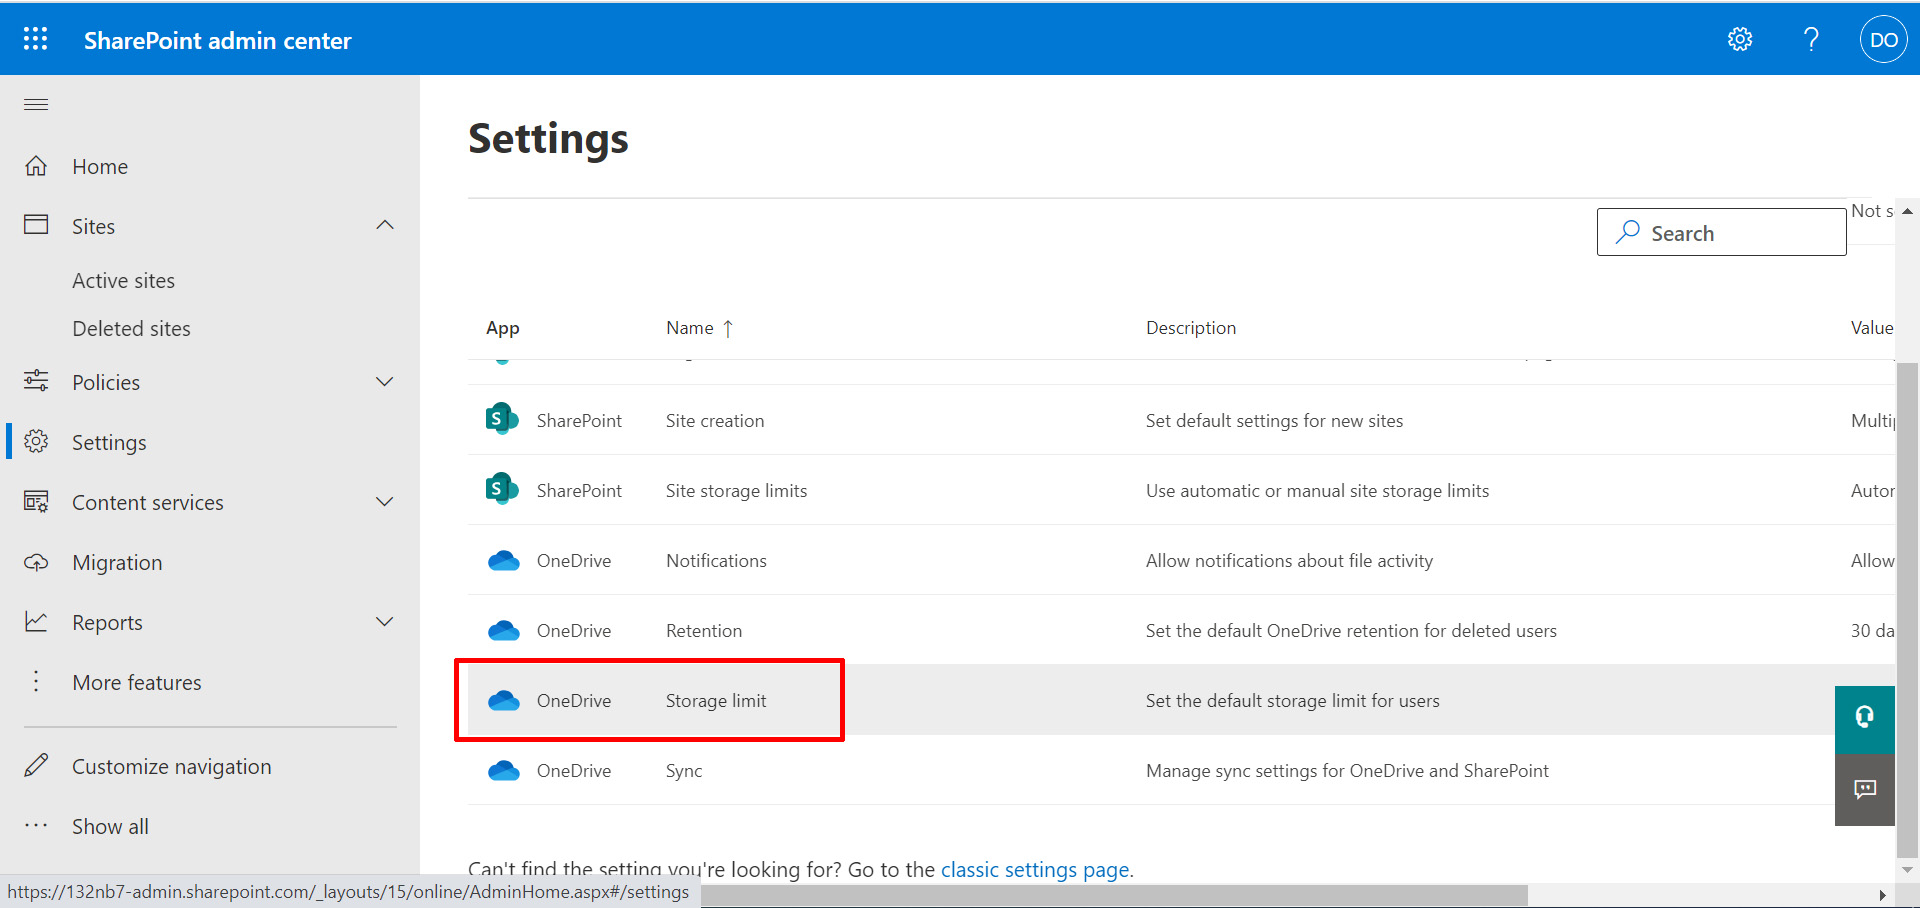 SharePoint admin center
?
DO
Home
Sites
Active sites
Deleted sites
Policies
Settings
Content services
Migration
Reports
More features
Customize navigation
Show all
Settings
Not s
Search
App Name ↑ Description Value
S SharePoint Site creation Set default settings for new sites Multip
S SharePoint Site storage limits Use automatic or manual site storage limits Autor
OneDrive Notifications Allow notifications about file activity Allow
OneDrive Retention Set the default OneDrive retention for deleted users 30 da
OneDrive Storage limit Set the default storage limit for users
OneDrive Sync Manage sync settings for OneDrive and SharePoint
Can't find the setting you're looking for? Go to the classic settings page.
https://132nb7-admin.sharepoint.com/_layouts/15/online/AdminHome.aspx#/settings